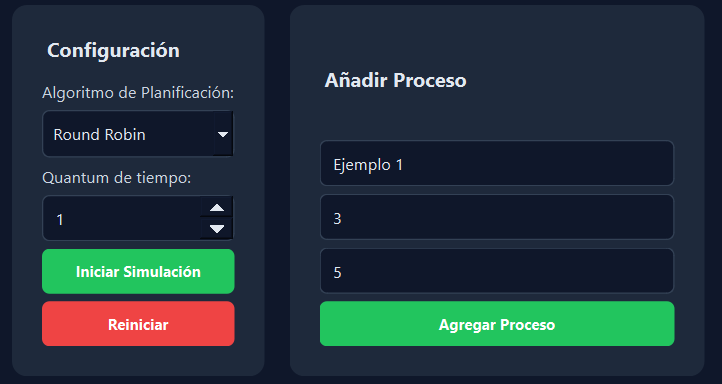 Configuración
Algoritmo de Planificación:
Round Robin
Quantum de tiempo:
1
Iniciar Simulación
Reiniciar
Añadir Proceso
Ejemplo 1
3
5
Agregar Proceso